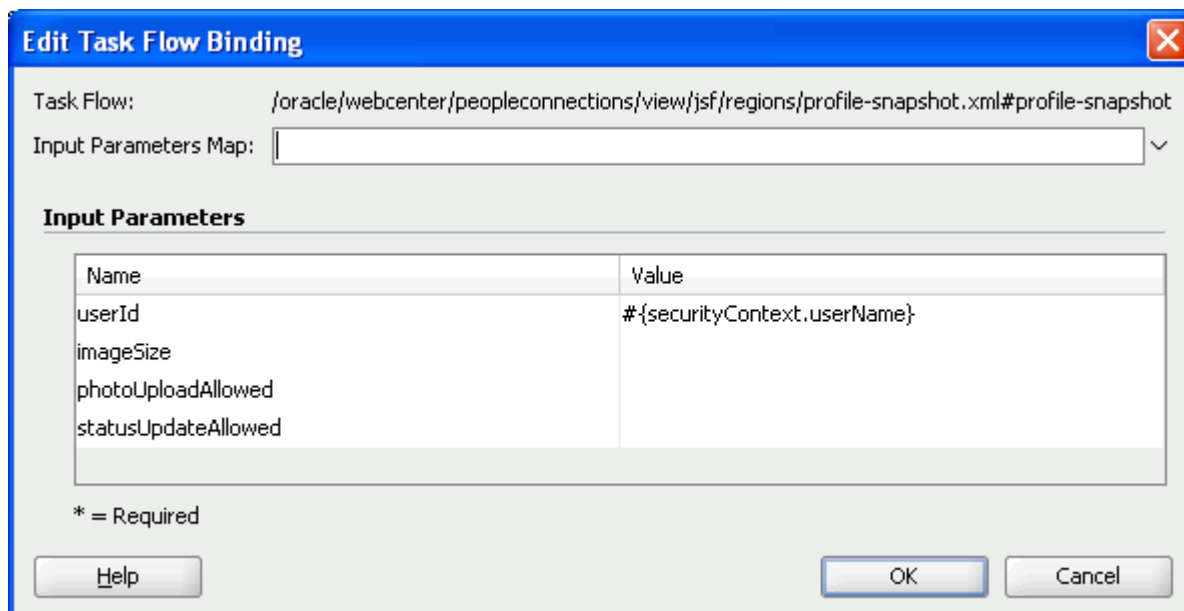 Edit Task Flow Binding
Task Flow: /oracle/webcenter/peopleconnections/view/jsf/regions/profile-snapshot.xml#profile-snapshot
Input Parameters Map:
Input Parameters
Name Value
userId #{securityContext.userName}
imageSize
photoUploadAllowed
statusUpdateAllowed
* = Required
Help OK Cancel